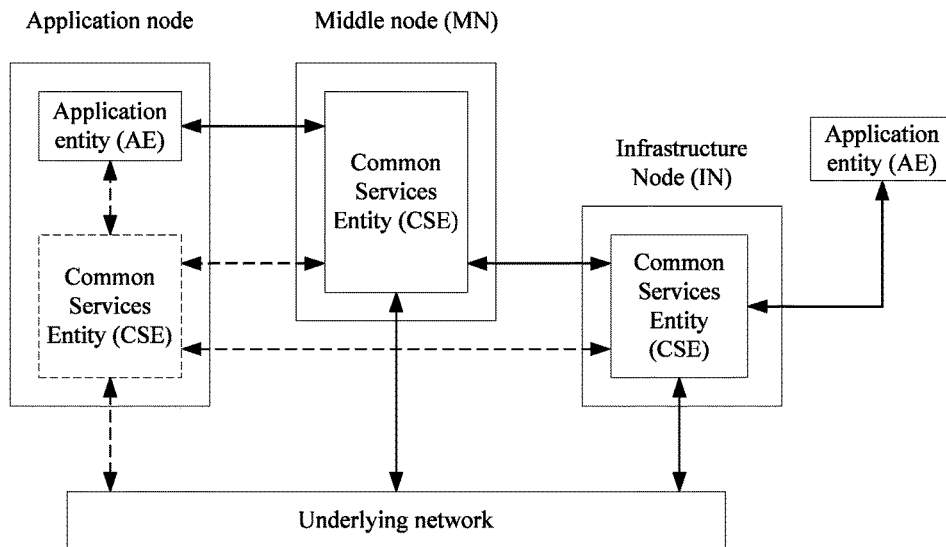 Application node
Middle node (MN)
Application
entity (AE)
Common
Services
Entity (CSE)
Common
Services
Entity (CSE)
Infrastructure
Node (IN)
Common
Services
Entity
(CSE)
Application
entity (AE)
Underlying network